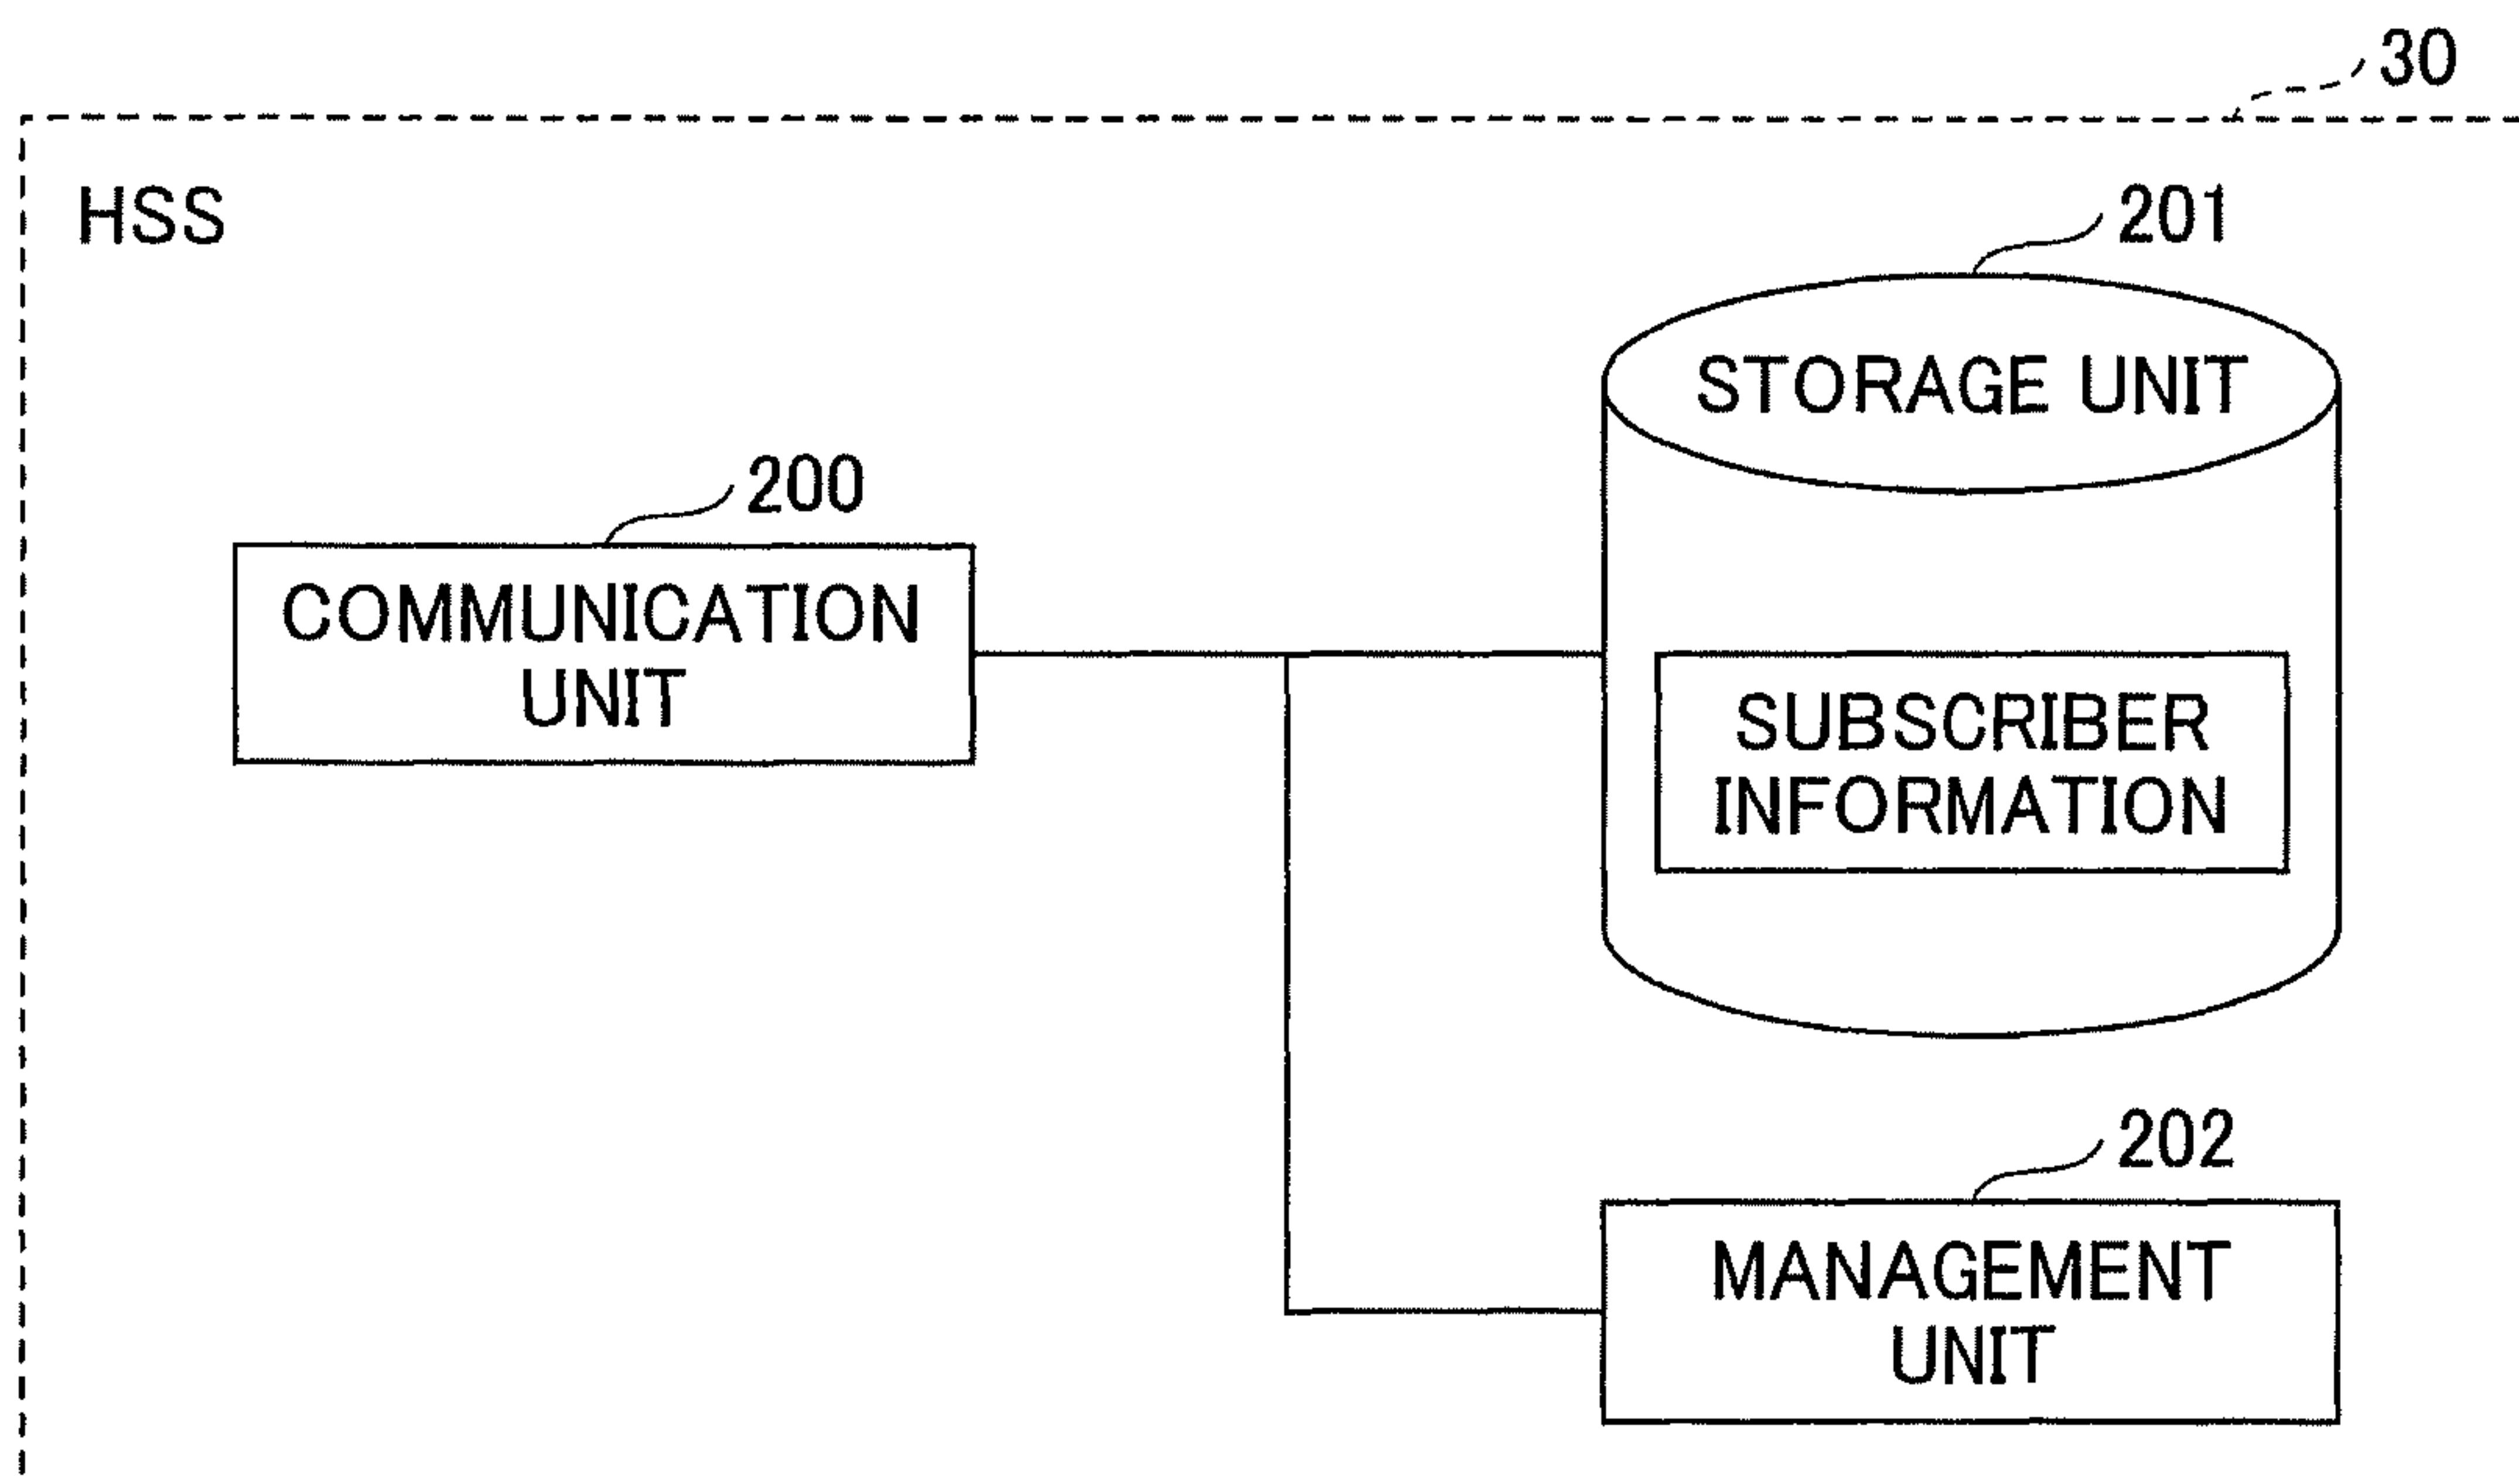 30
HSS
201
STORAGE UNIT
200
COMMUNICATION
UNIT
SUBSCRIBER
INFORMATION
202
MANAGEMENT
UNIT